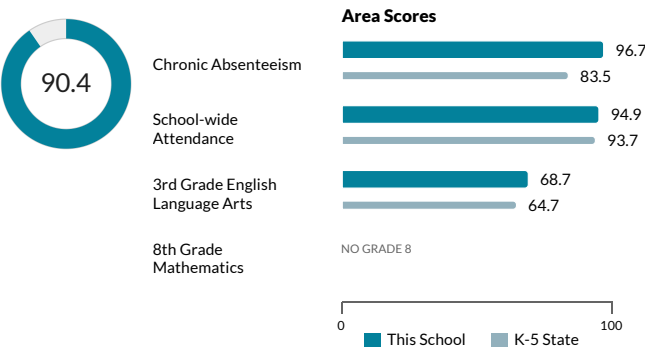 Area Scores
90.4
Chronic Absenteeism
96.7
83.5
School-wide
Attendance
94.9
93.7
3rd Grade English
Language Arts
68.7
64.7
8th Grade
Mathematics
NO GRADE 8
0
100
This School
K-5 State